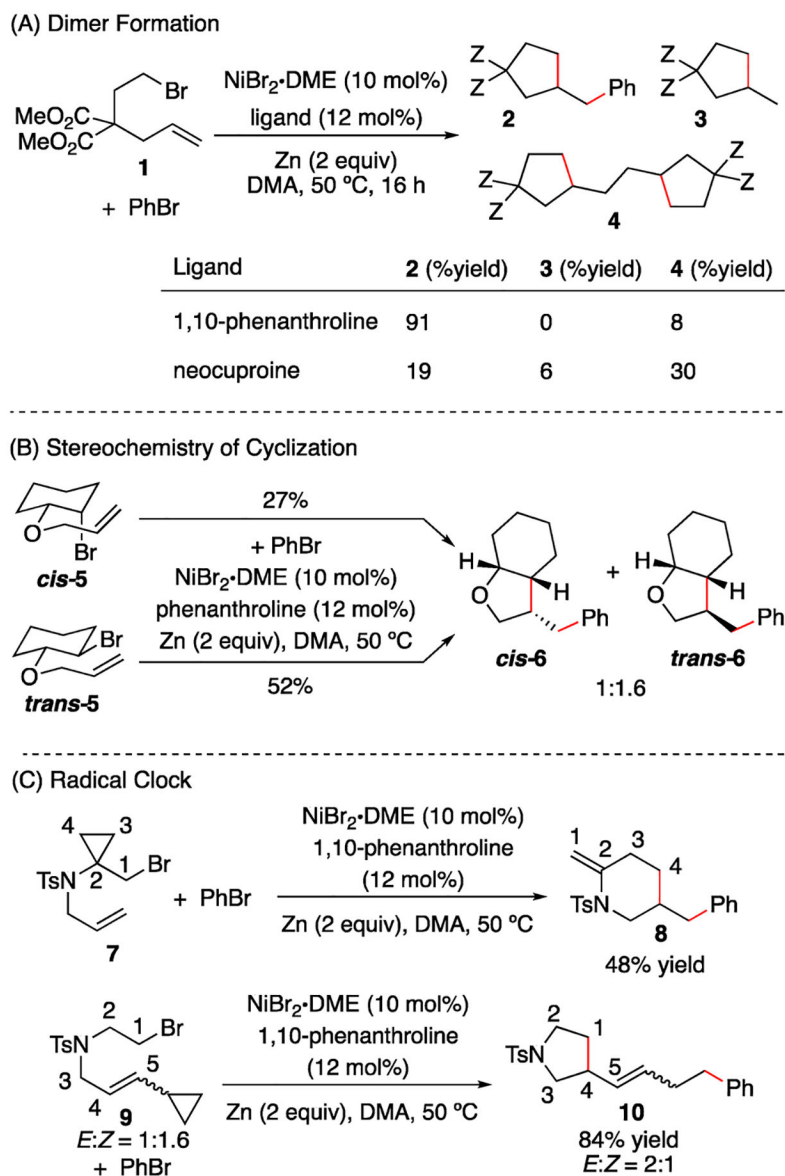 (A) Dimer Formation
MeO₂C
MeO₂C
Br
1
+ PhBr
NiBr₂•DME (10 mol%)
ligand (12 mol%)
Zn (2 equiv)
DMA, 50 ºC, 16 h
Z
Z
Ph
2
Z
Z
3
Z
Z
Z
Z
4
Ligand 2 (%yield) 3 (%yield) 4 (%yield)
1,10-phenanthroline 91 0 8
neocuproine 19 6 30
(B) Stereochemistry of Cyclization
O
Br
cis-5
Br
O
trans-5
27%
+ PhBr
NiBr₂•DME (10 mol%)
phenanthroline (12 mol%)
Zn (2 equiv), DMA, 50 ºC
52%
H
H
O
Ph
cis-6
+
H
H
O
Ph
trans-6
1:1.6
(C) Radical Clock
4 3
1
Br
2
TsN
7
+ PhBr
NiBr₂•DME (10 mol%)
1,10-phenanthroline
(12 mol%)
Zn (2 equiv), DMA, 50 ºC
1
2
3
4
TsN
Ph
8
48% yield
2
Br
1
TsN
5
3
4
9
E:Z = 1:1.6
+ PhBr
NiBr₂•DME (10 mol%)
1,10-phenanthroline
(12 mol%)
Zn (2 equiv), DMA, 50 ºC
2
1
TsN
5
3
4
Ph
10
84% yield
E:Z = 2:1